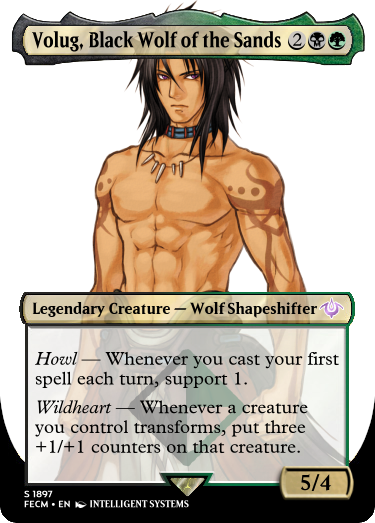 Volug, Black Wolf of the Sands 2
Legendary Creature — Wolf Shapeshifter
Howl — Whenever you cast your first
spell each turn, support 1.
Wildheart — Whenever a creature
you control transforms, put three
+1/+1 counters on that creature.
5/4
S 1897
FECM • EN INTELLIGENT SYSTEMS